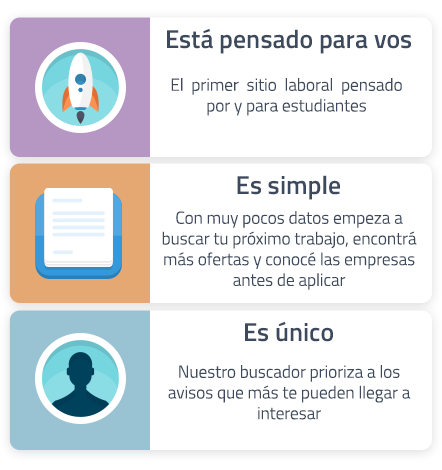 Está pensado para vos
El primer sitio laboral pensado
por y para estudiantes
Es simple
Con muy pocos datos empeza a
buscar tu próximo trabajo, encontrá
más ofertas y conocé las empresas
antes de aplicar
Es único
Nuestro buscador prioriza a los
avisos que más te pueden llegar a
interesar